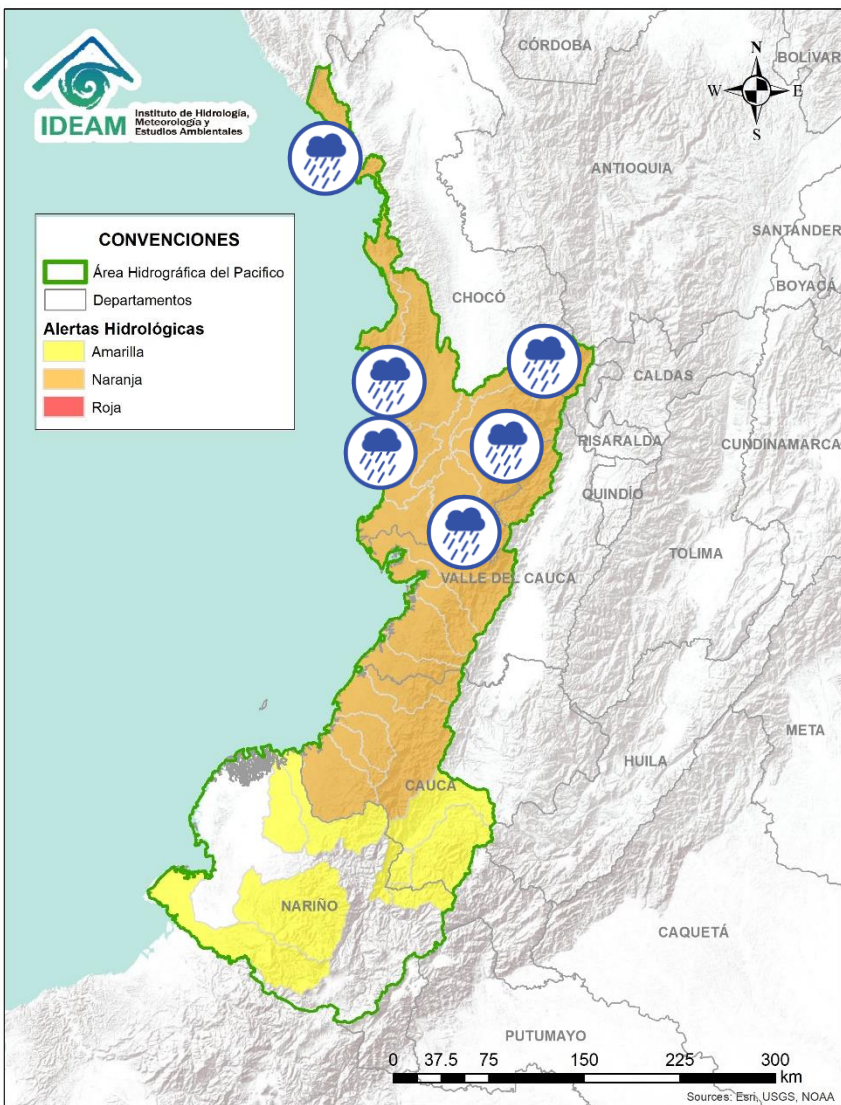 IDEAM
Instituto de Hidrología,
Meteorología y
Estudios Ambientales
CÓRDOBA
BOLÍVAR
N
W
E
S
ANTIOQUIA
SANTÁNDER
BOYACÁ
CONVENCIONES
Área Hidrográfica del Pacifico
Departamentos
Alertas Hidrológicas
Amarilla
Naranja
Roja
CHOCÓ
CALDAS
RISARALDA
CUNDINAMARCA
QUINDÍO
TOLIMA
VALLE DEL CAUCA
META
HUILA
CAUCA
NARIÑO
CAQUETÁ
PUTUMAYO
0 37.5 75 150 225 300
km
Sources: Esri, USGS, NOAA